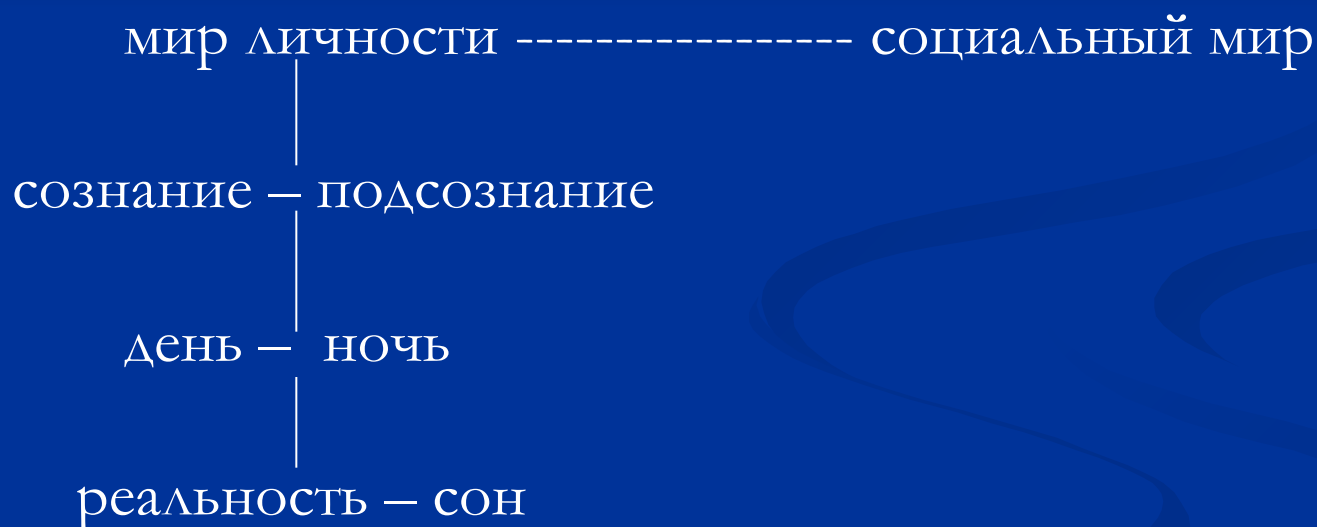 мир личности ----------------- социальный мир
сознание – подсознание
день – ночь
реальность – сон